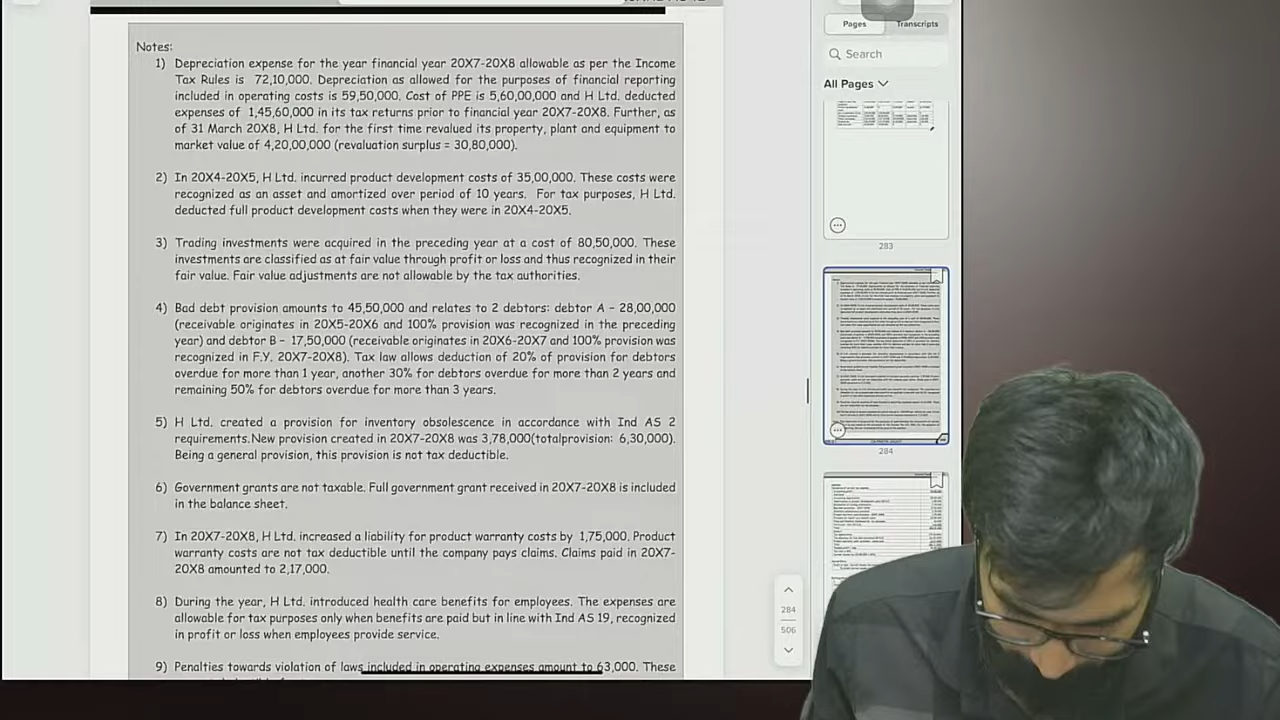 Notes:
1) Depreciation expense for the year financial year 20X7-20X8 allowable as per the Income
Tax Rules is 72,10,000. Depreciation as allowed for the purposes of financial reporting
included in operating costs is 59,50,000. Cost of PPE is 5,60,00,000 and H Ltd. deducted
expenses of 1,45,60,000 in its tax returns prior to financial year 20X7-20X8. Further, as
of 31 March 20X8, H Ltd. for the first time revalued its property, plant and equipment to
market value of 4,20,00,000 (revaluation surplus = 30,80,000).
2) In 20X4-20X5, H Ltd. incurred product development costs of 35,00,000. These costs were
recognized as an asset and amortized over period of 10 years. For tax purposes, H Ltd.
deducted full product development costs when they were in 20X4-20X5.
3) Trading investments were acquired in the preceding year at a cost of 80,50,000. These
investments are classified as at fair value through profit or loss and thus recognized in their
fair value. Fair value adjustments are not allowable by the tax authorities.
4) Bad debt provision amounts to 45,50,000 and relates to 2 debtors: debtor A – 28,00,000
(receivable originates in 20X5-20X6 and 100% provision was recognized in the preceding
year) and debtor B – 17,50,000 (receivable originates in 20X6-20X7 and 100% provision was
recognized in F.Y. 20X7-20X8). Tax law allows deduction of 20% of provision for debtors
overdue for more than 1 year, another 30% for debtors overdue for more than 2 years and
remaining 50% for debtors overdue for more than 3 years.
5) H Ltd. created a provision for inventory obsolescence in accordance with Ind AS 2
requirements.New provision created in 20X7-20X8 was 3,78,000(totalprovision: 6,30,000).
Being a general provision, this provision is not tax deductible.
6) Government grants are not taxable. Full government grant received in 20X7-20X8 is included
in the balance sheet.
7) In 20X7-20X8, H Ltd. increased a liability for product warranty costs by 1,75,000. Product
warranty costs are not tax deductible until the company pays claims. Claims paid in 20X7-
20X8 amounted to 2,17,000.
8) During the year, H Ltd. introduced health care benefits for employees. The expenses are
allowable for tax purposes only when benefits are paid but in line with Ind AS 19, recognized
in profit or loss when employees provide service.
9) Penalties towards violation of laws included in operating expenses amount to 63,000. These
Pages
Transcripts
Search
All Pages
283
284
284
506